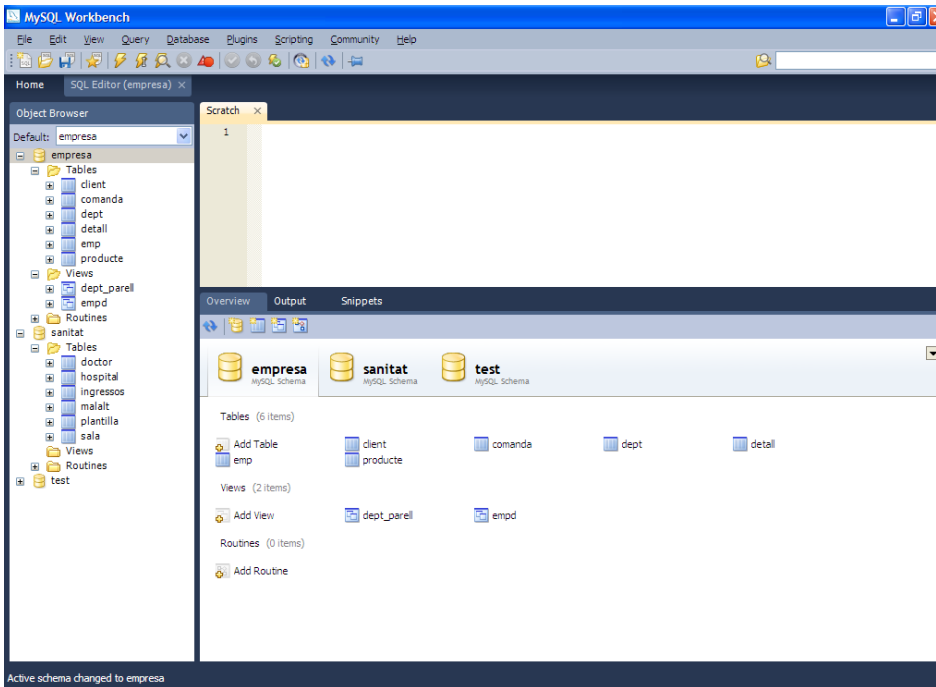 MySQL Workbench
File Edit View Query Database Plugins Scripting Community Help
Home SQL Editor (empresa) ×
Object Browser
Default: empresa
empresa
Tables
client
comanda
dept
detall
emp
producte
Views
dept_parell
empd
Routines
sanitat
Tables
doctor
hospital
ingressos
malalt
plantilla
sala
Views
Routines
test
Scratch ×
1
Overview Output Snippets
empresa sanitat test
MySQL Schema MySQL Schema MySQL Schema
Tables (6 items)
Add Table client comanda dept detall
emp producte
Views (2 items)
Add View dept_parell empd
Routines (0 items)
Add Routine
Active schema changed to empresa